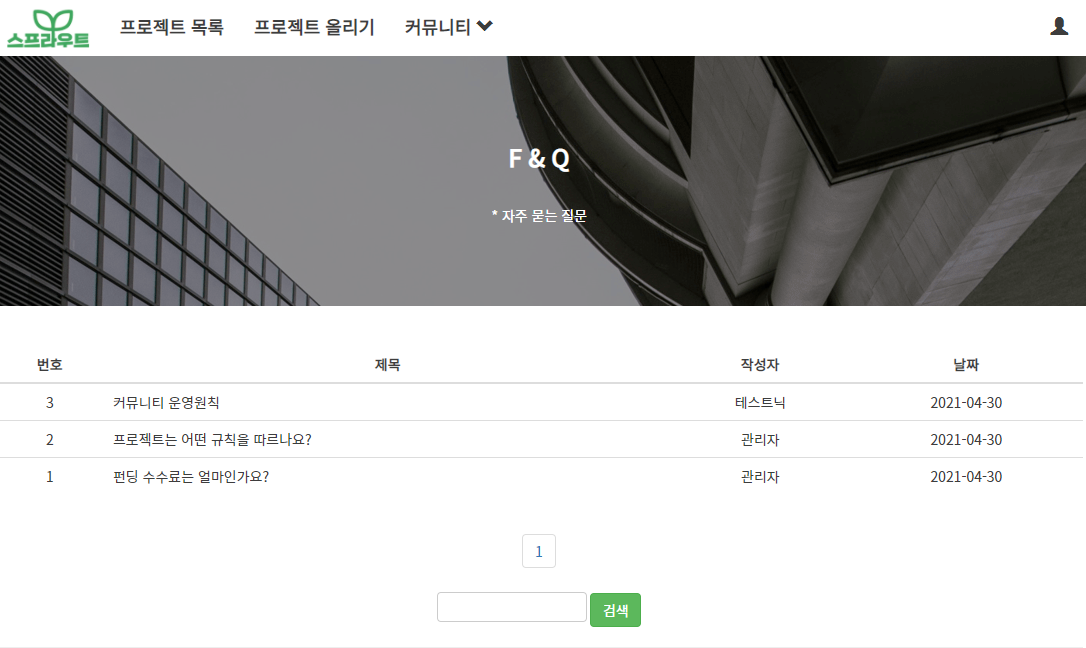 스프라우트 프로젝트 목록 프로젝트 올리기 커뮤니티
F & Q
* 자주 묻는 질문
번호 제목 작성자 날짜
3 커뮤니티 운영원칙 테스트닉 2021-04-30
2 프로젝트는 어떤 규칙을 따르나요? 관리자 2021-04-30
1 펀딩 수수료는 얼마인가요? 관리자 2021-04-30
1
검색